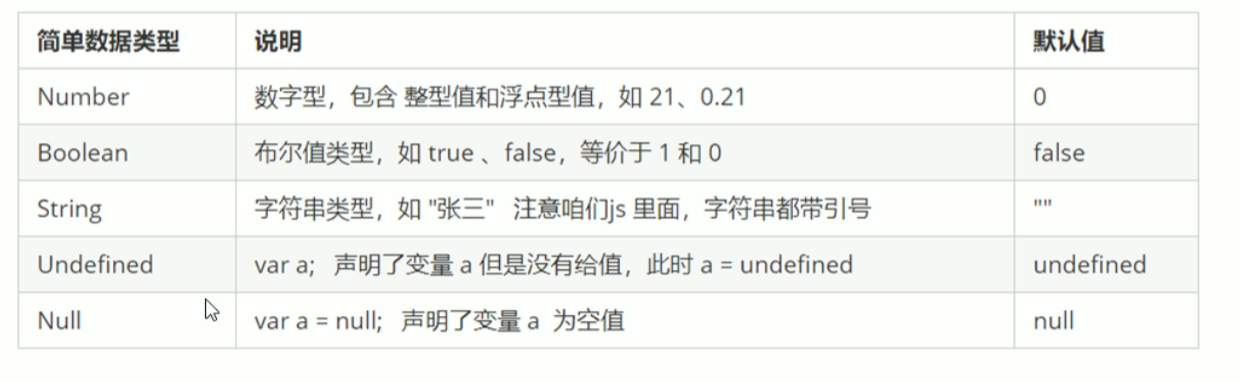 简单数据类型 说明 默认值
Number 数字型，包含 整型值和浮点型值，如 21、0.21 0
Boolean 布尔值类型，如 true 、false，等价于 1 和 0 false
String 字符串类型，如 "张三" 注意咱们js 里面，字符串都带引号 ""
Undefined var a; 声明了变量 a 但是没有给值，此时 a = undefined undefined
Null var a = null; 声明了变量 a 为空值 null